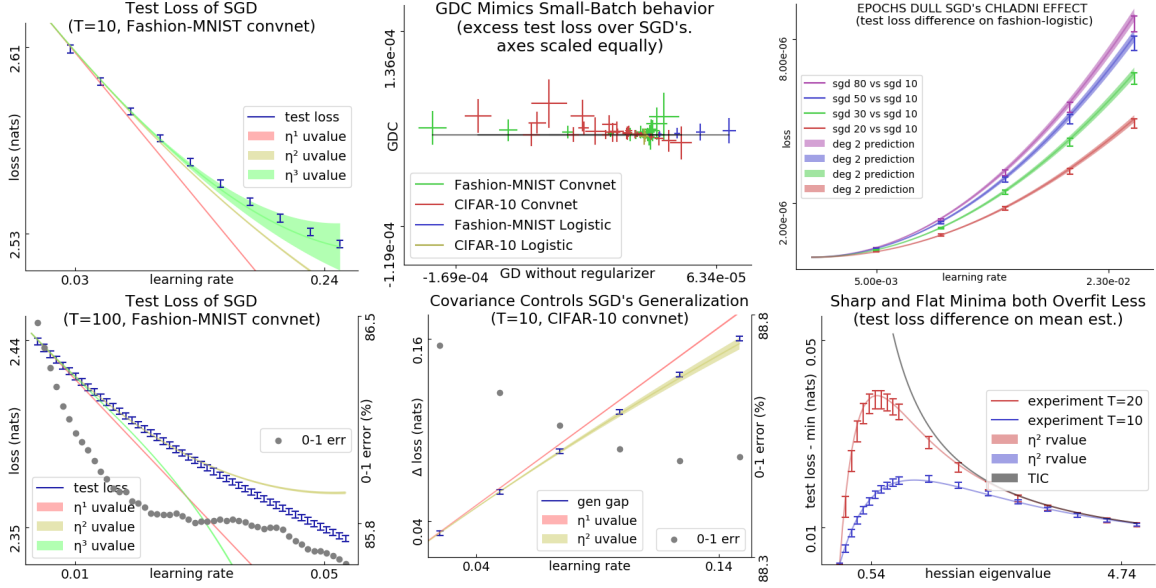 Test Loss of SGD
(T=10, Fashion-MNIST convnet)
loss (nats)
2.61
2.53
test loss
η¹ uvalue
η² uvalue
η³ uvalue
0.03
learning rate
0.24
GDC Mimics Small-Batch behavior
(excess test loss over SGD's.
axes scaled equally)
GDC
1.36e-04
-1.19e-04
Fashion-MNIST Convnet
CIFAR-10 Convnet
Fashion-MNIST Logistic
CIFAR-10 Logistic
-1.69e-04
GD without regularizer
6.34e-05
EPOCHS DULL SGD's CHLADNI EFFECT
(test loss difference on fashion-logistic)
loss
8.00e-06
2.00e-06
sgd 80 vs sgd 10
sgd 50 vs sgd 10
sgd 30 vs sgd 10
sgd 20 vs sgd 10
deg 2 prediction
deg 2 prediction
deg 2 prediction
deg 2 prediction
5.00e-03
learning rate
2.30e-02
Test Loss of SGD
(T=100, Fashion-MNIST convnet)
loss (nats)
2.44
2.35
86.5
0-1 error (%)
85.8
0-1 err
test loss
η¹ uvalue
η² uvalue
η³ uvalue
0.01
learning rate
0.05
Covariance Controls SGD's Generalization
(T=10, CIFAR-10 convnet)
Δ loss (nats)
0.16
0.04
88.8
0-1 error (%)
88.3
gen gap
η¹ uvalue
η² uvalue
0-1 err
0.04
learning rate
0.14
Sharp and Flat Minima both Overfit Less
(test loss difference on mean est.)
test loss - min (nats)
0.05
0.01
experiment T=20
experiment T=10
η² rvalue
η² rvalue
TIC
0.54
hessian eigenvalue
4.74